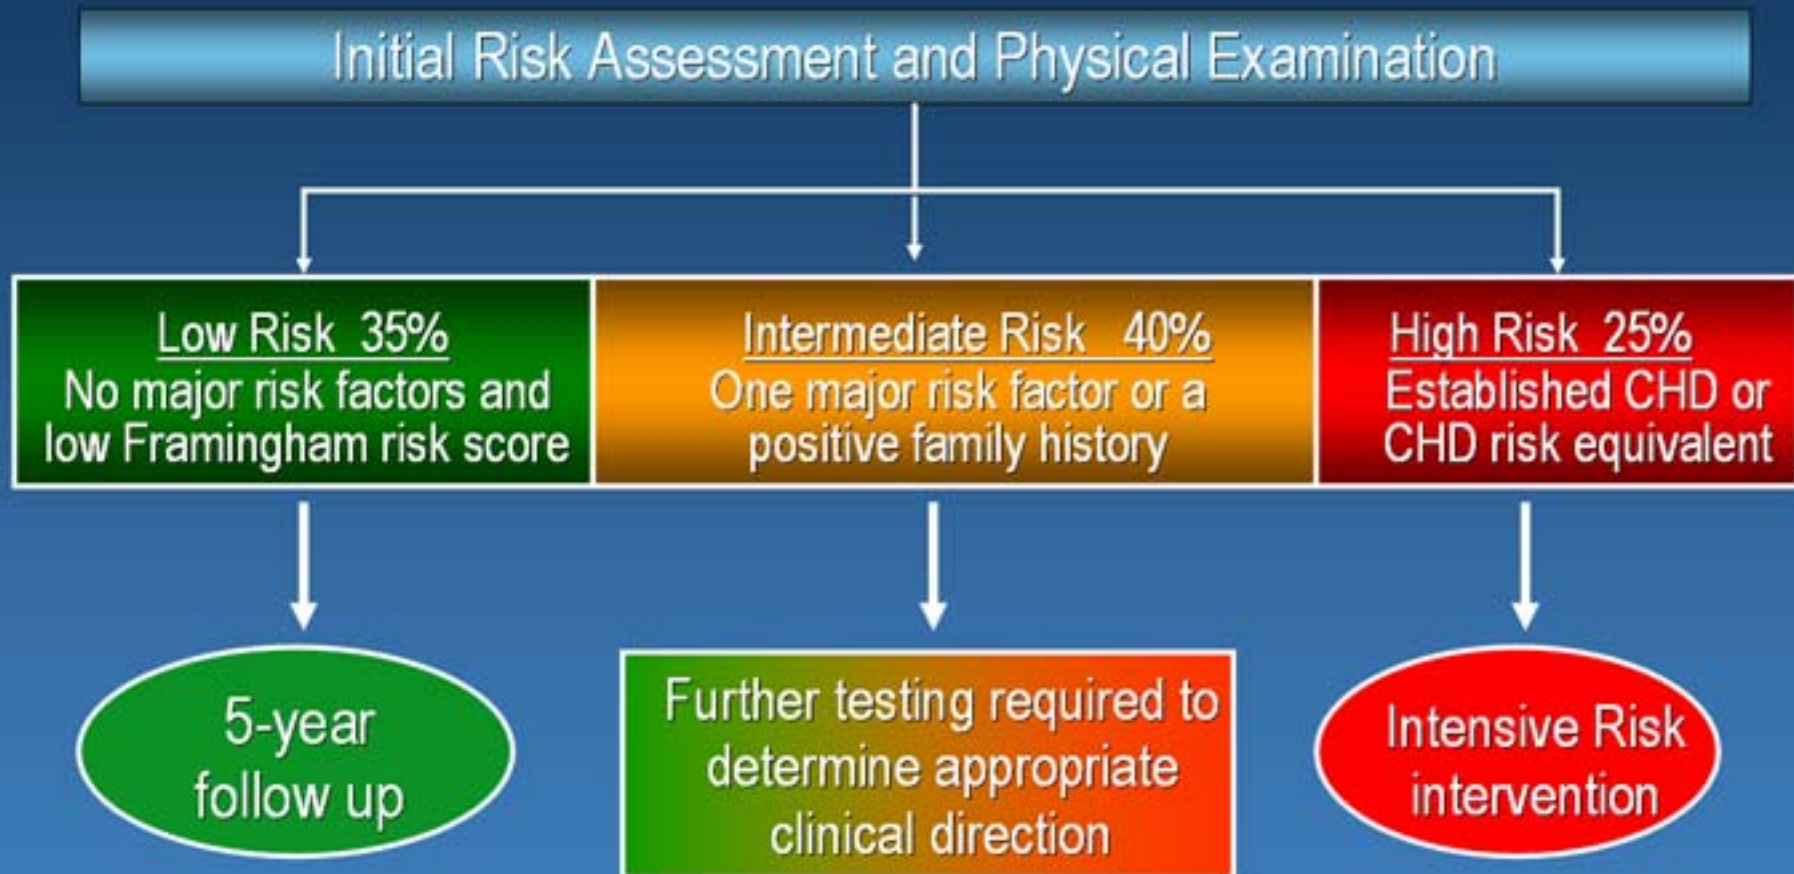 Initial Risk Assessment and Physical Examination
Low Risk 35%
No major risk factors and
low Framingham risk score
Intermediate Risk 40%
One major risk factor or a
positive family history
High Risk 25%
Established CHD or
CHD risk equivalent
5-year
follow up
Further testing required to
determine appropriate
clinical direction
Intensive Risk
intervention